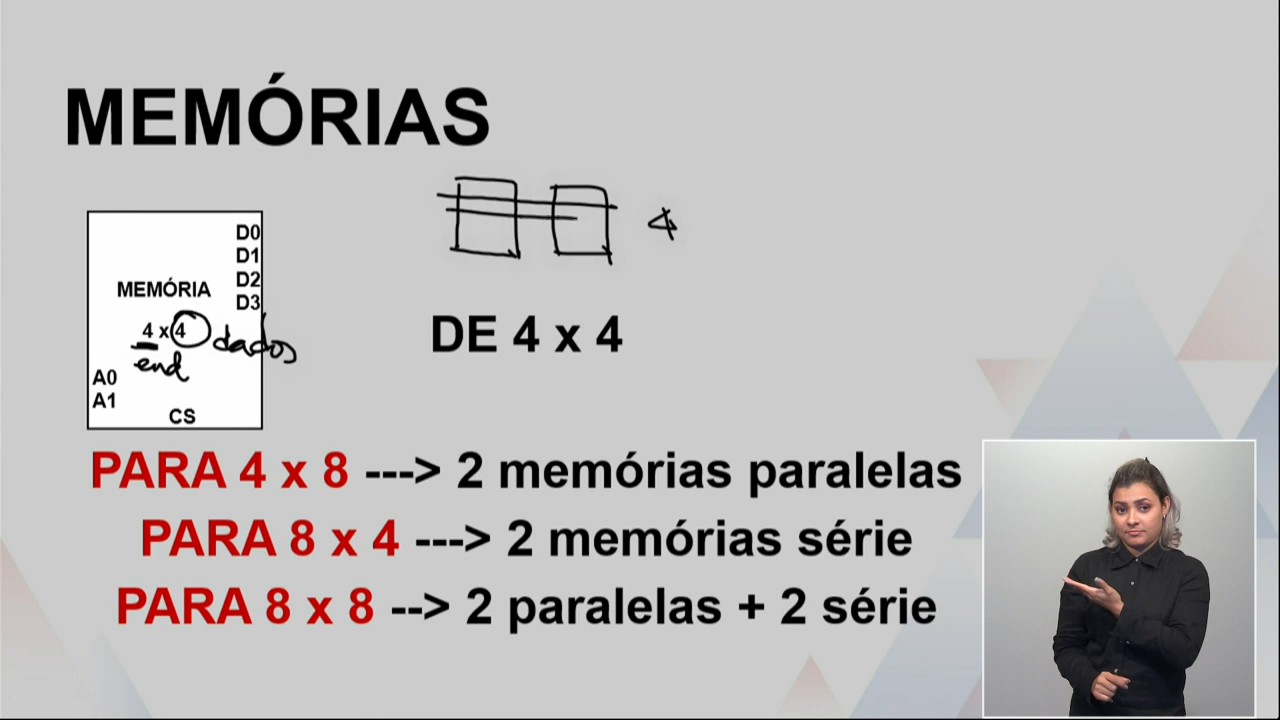 MEMÓRIAS
4
D0
D1
D2
D3
MEMÓRIA
4 x 4
dados
end
A0
A1
CS
DE 4 x 4
PARA 4 x 8 ---> 2 memórias paralelas
PARA 8 x 4 ---> 2 memórias série
PARA 8 x 8 --> 2 paralelas + 2 série